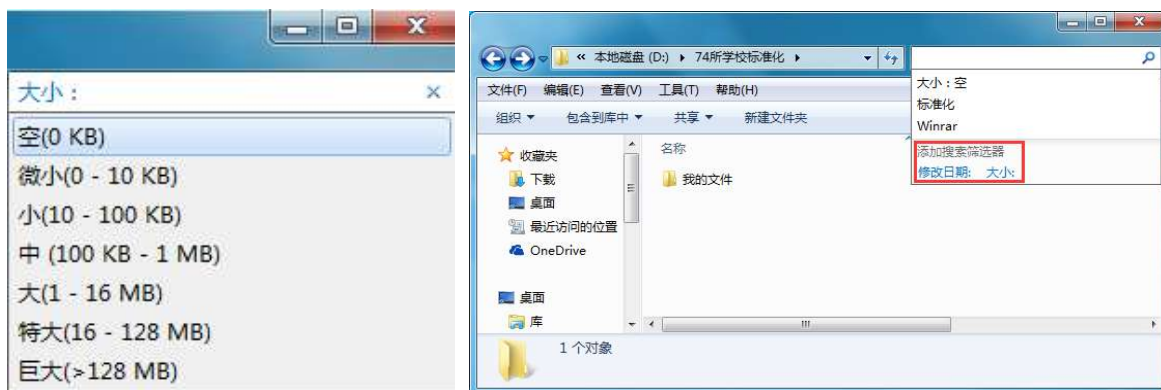 大小：
空(0 KB)
微小(0 - 10 KB)
小(10 - 100 KB)
中 (100 KB - 1 MB)
大(1 - 16 MB)
特大(16 - 128 MB)
巨大(>128 MB)
« 本地磁盘 (D:) 74所学校标准化
文件(F) 编辑(E) 查看(V) 工具(T) 帮助(H)
组织 包含到库中 共享 新建文件夹
收藏夹
下载
桌面
最近访问的位置
OneDrive
桌面
库
名称
我的文件
大小：空
标准化
Winrar
添加搜索筛选器
修改日期: 大小:
1 个对象